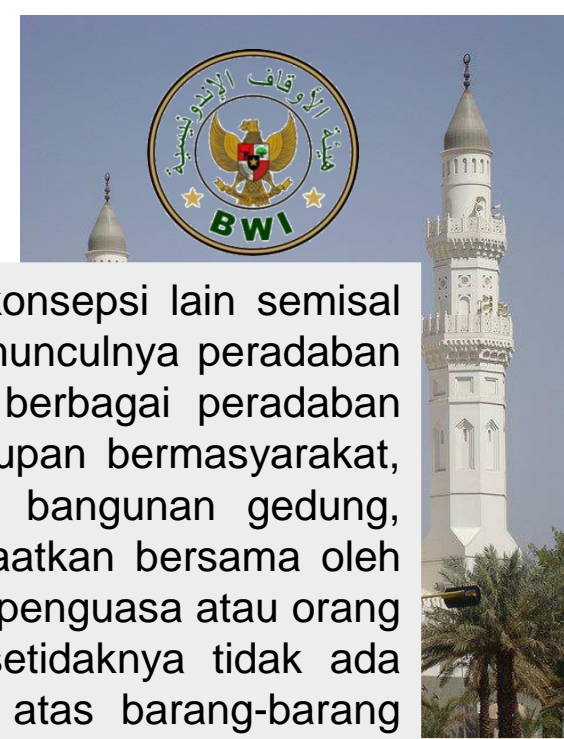 هيئة الأوقاف الإندونيسية
BWI
konsepsi lain semisal
munculnya peradaban
berbagai peradaban
upan bermasyarakat,
bangunan gedung,
aatkan bersama oleh
penguasa atau orang
setidaknya tidak ada
atas barang-barang